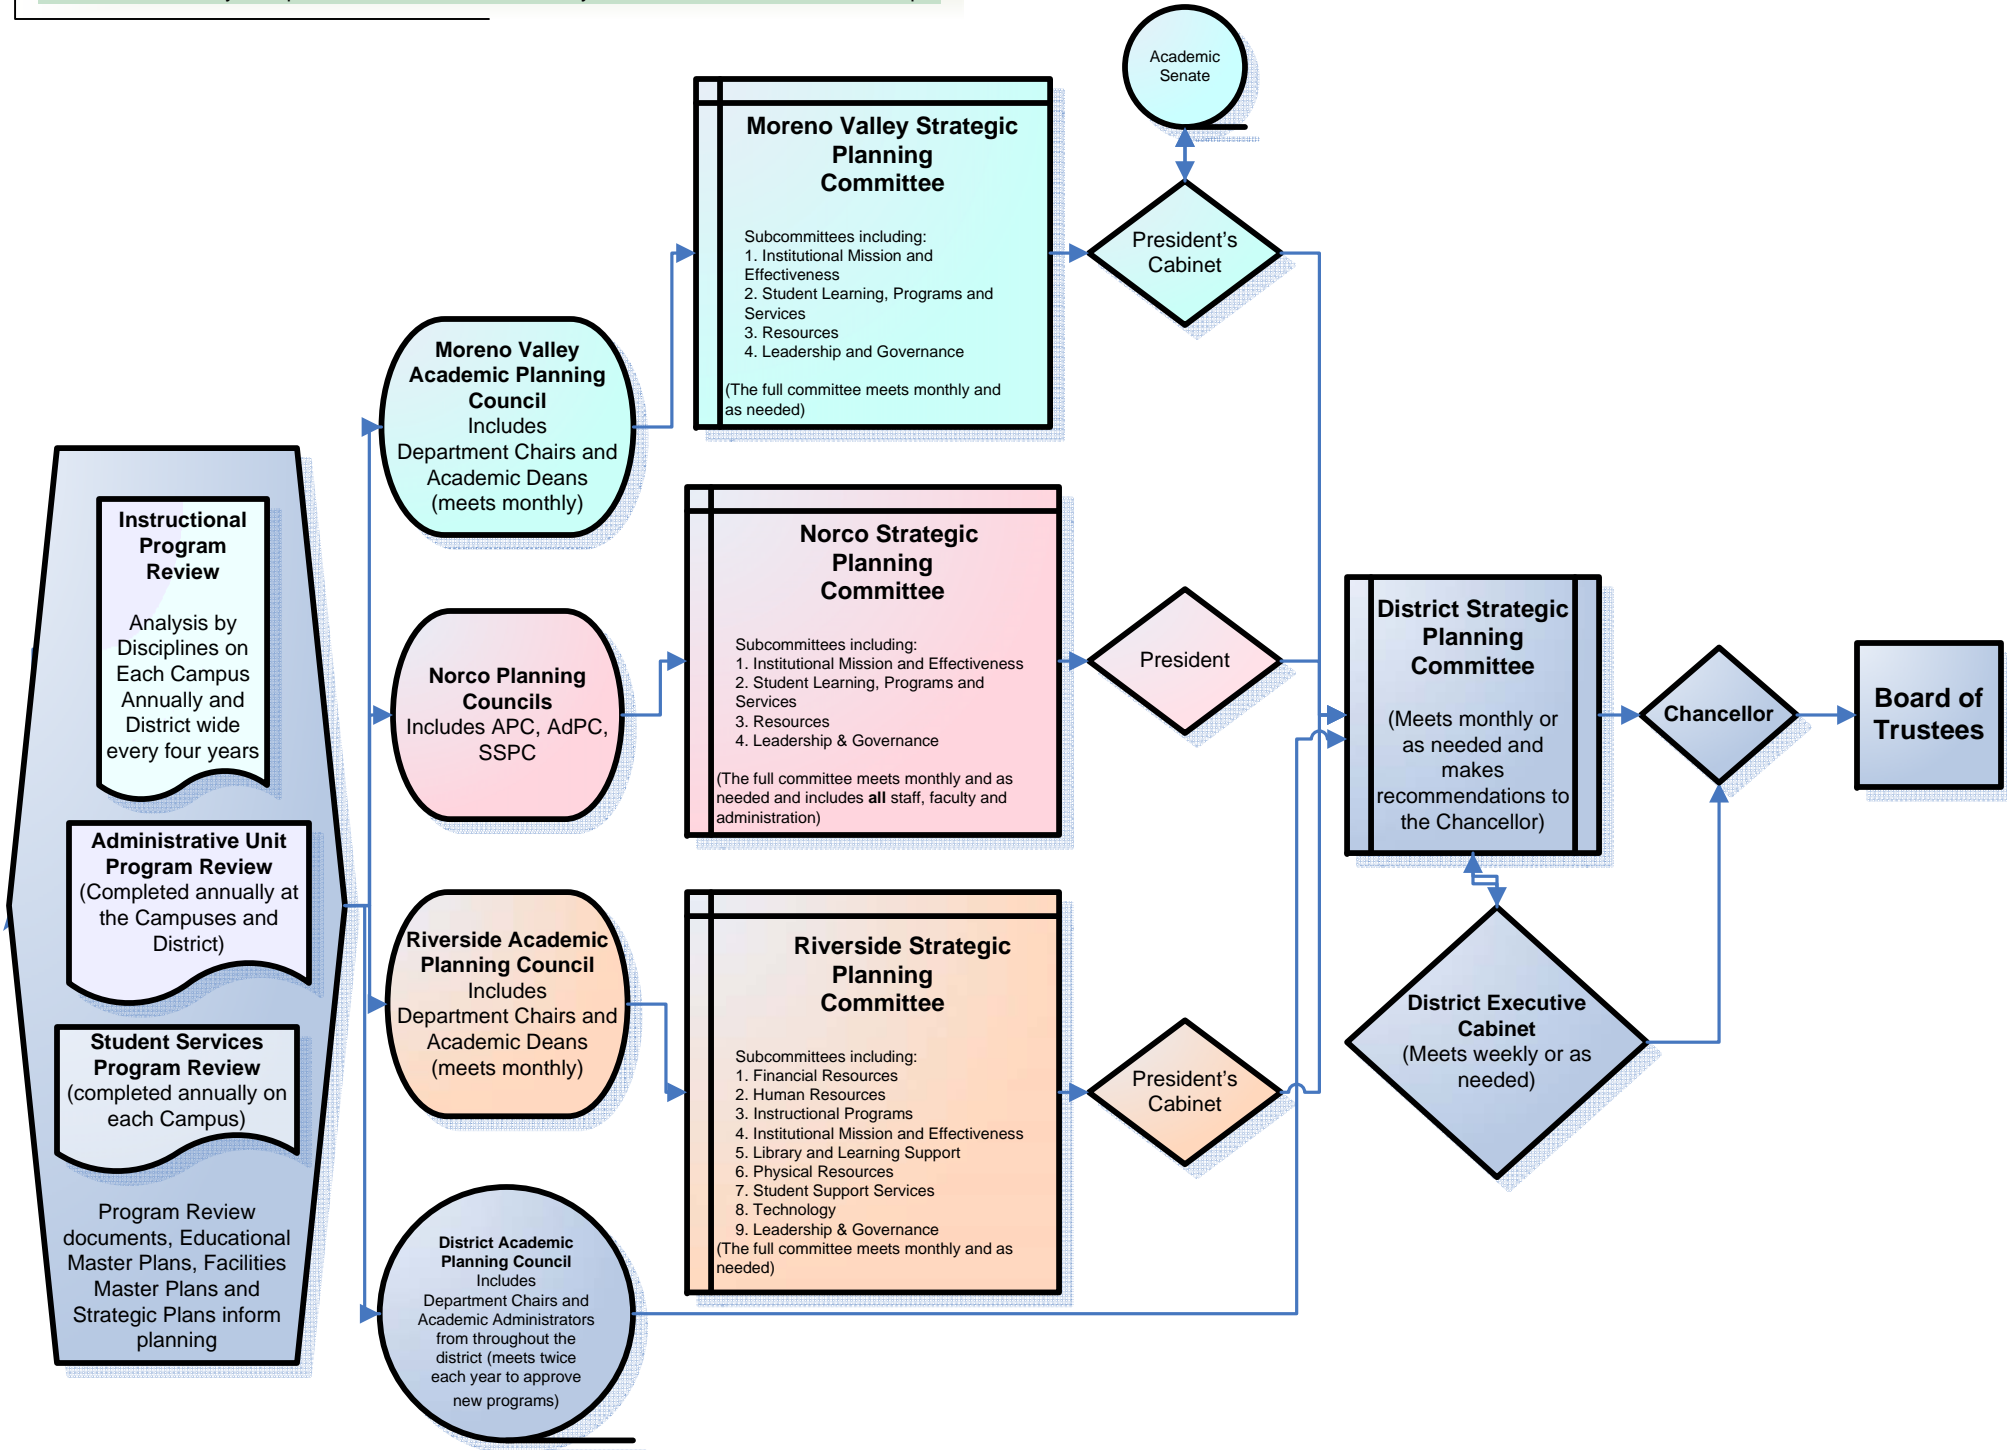 Academic
Senate
Moreno Valley Strategic
Planning
Committee
Subcommittees including:
1. Institutional Mission and
Effectiveness
2. Student Learning, Programs and
Services
3. Resources
4. Leadership and Governance
(The full committee meets monthly and
as needed)
President's
Cabinet
Moreno Valley
Academic Planning
Council
Includes
Department Chairs and
Academic Deans
(meets monthly)
Instructional
Program
Review
Analysis by
Disciplines on
Each Campus
Annually and
District wide
every four years
Administrative Unit
Program Review
(Completed annually at
the Campuses and
District)
Student Services
Program Review
(completed annually on
each Campus)
Program Review
documents, Educational
Master Plans, Facilities
Master Plans and
Strategic Plans inform
planning
Norco Planning
Councils
Includes APC, AdPC,
SSPC
Norco Strategic
Planning
Committee
Subcommittees including:
1. Institutional Mission and Effectiveness
2. Student Learning, Programs and
Services
3. Resources
4. Leadership & Governance
(The full committee meets monthly and as
needed and includes all staff, faculty and
administration)
President
Riverside Academic
Planning Council
Includes
Department Chairs and
Academic Deans
(meets monthly)
Riverside Strategic
Planning
Committee
Subcommittees including:
1. Financial Resources
2. Human Resources
3. Instructional Programs
4. Institutional Mission and Effectiveness
5. Library and Learning Support
6. Physical Resources
7. Student Support Services
8. Technology
9. Leadership & Governance
(The full committee meets monthly and as
needed)
President's
Cabinet
District Academic
Planning Council
Includes
Department Chairs and
Academic Administrators
from throughout the
district (meets twice
each year to approve
new programs)
District Strategic
Planning
Committee
(Meets monthly or
as needed and
makes
recommendations to
the Chancellor)
District Executive
Cabinet
(Meets weekly or as
needed)
Chancellor
Board of
Trustees